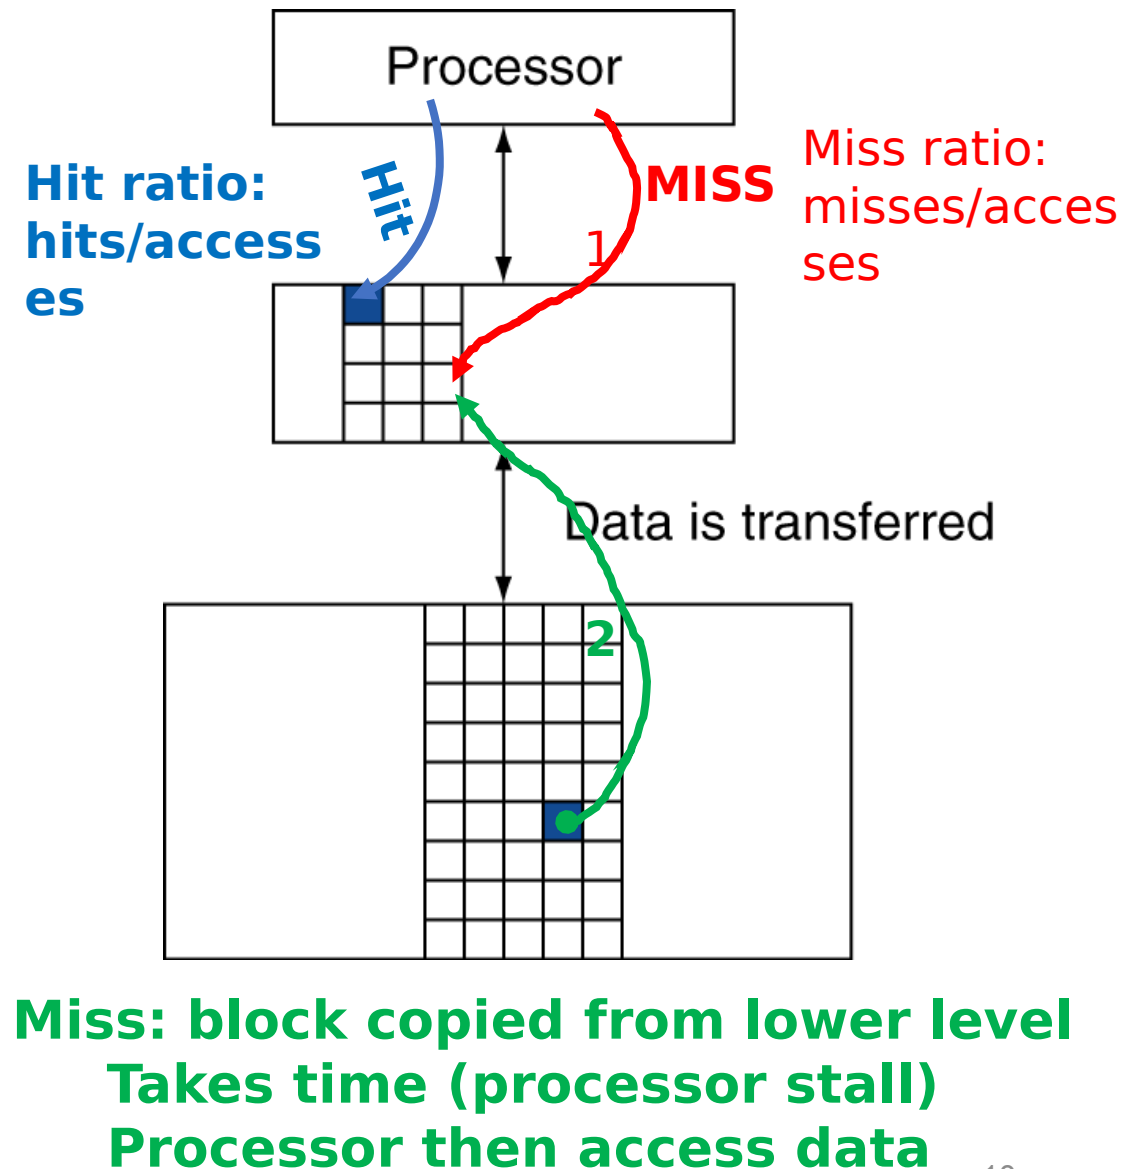 Processor
Hit ratio:
hits/access
es
Hit
MISS
1
Miss ratio:
misses/acces
ses
Data is transferred
2
Miss: block copied from lower level
Takes time (processor stall)
Processor then access data